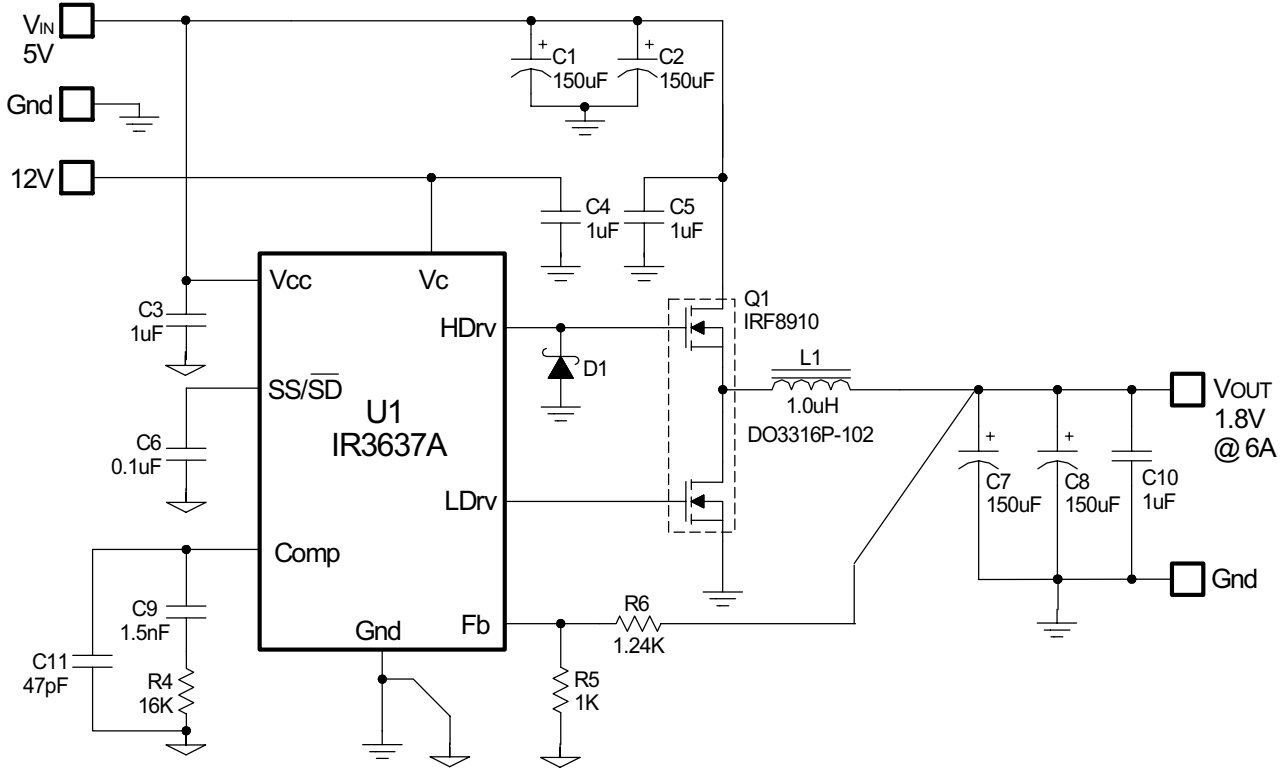 VIN
5V
Gnd
12V
+
C1
150uF
+
C2
150uF
C4
1uF
C5
1uF
C3
1uF
C6
0.1uF
Vcc
Vc
HDrv
SS/SD
U1
IR3637A
LDrv
Comp
Gnd
Fb
D1
Q1
IRF8910
L1
1.0uH
DO3316P-102
VOUT
1.8V
@ 6A
+
C7
150uF
+
C8
150uF
C10
1uF
Gnd
C9
1.5nF
C11
47pF
R4
16K
R6
1.24K
R5
1K